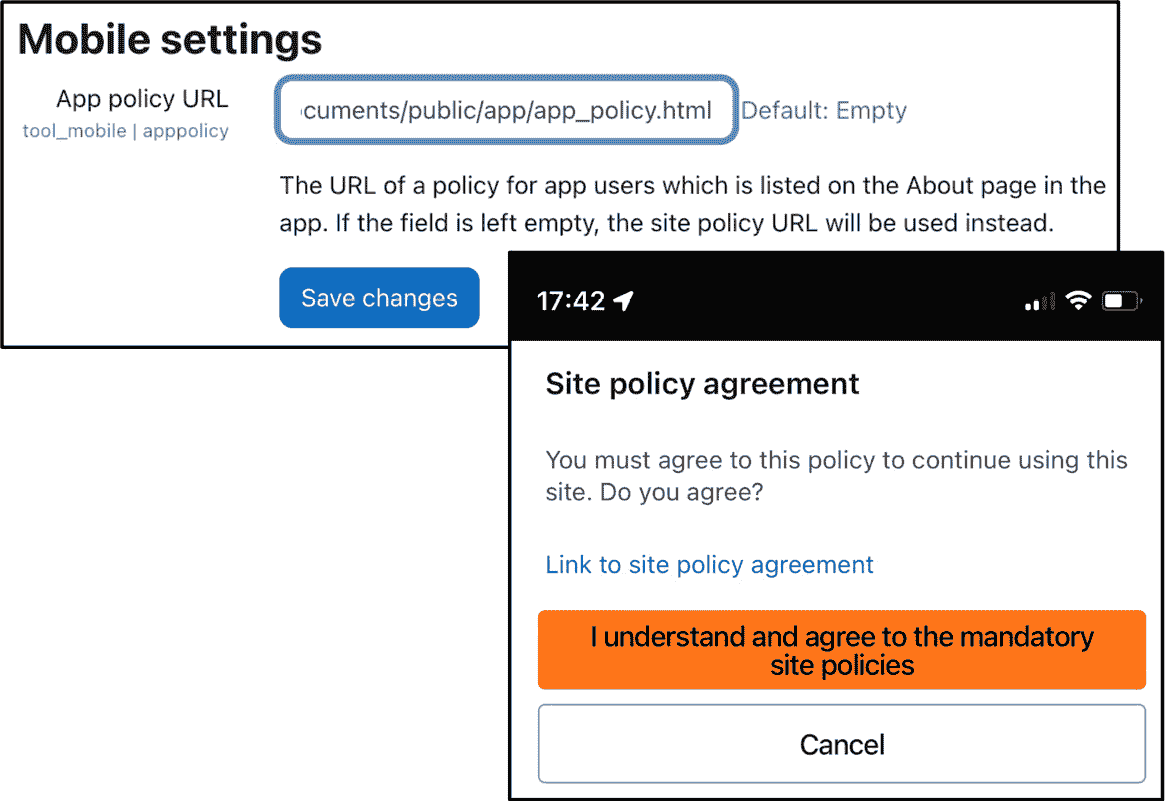 Mobile settings
App policy URL
tool_mobile | apppolicy
cuments/public/app/app_policy.html
Default: Empty
The URL of a policy for app users which is listed on the About page in the
app. If the field is left empty, the site policy URL will be used instead.
Save changes
17:42
Site policy agreement
You must agree to this policy to continue using this
site. Do you agree?
Link to site policy agreement
I understand and agree to the mandatory
site policies
Cancel